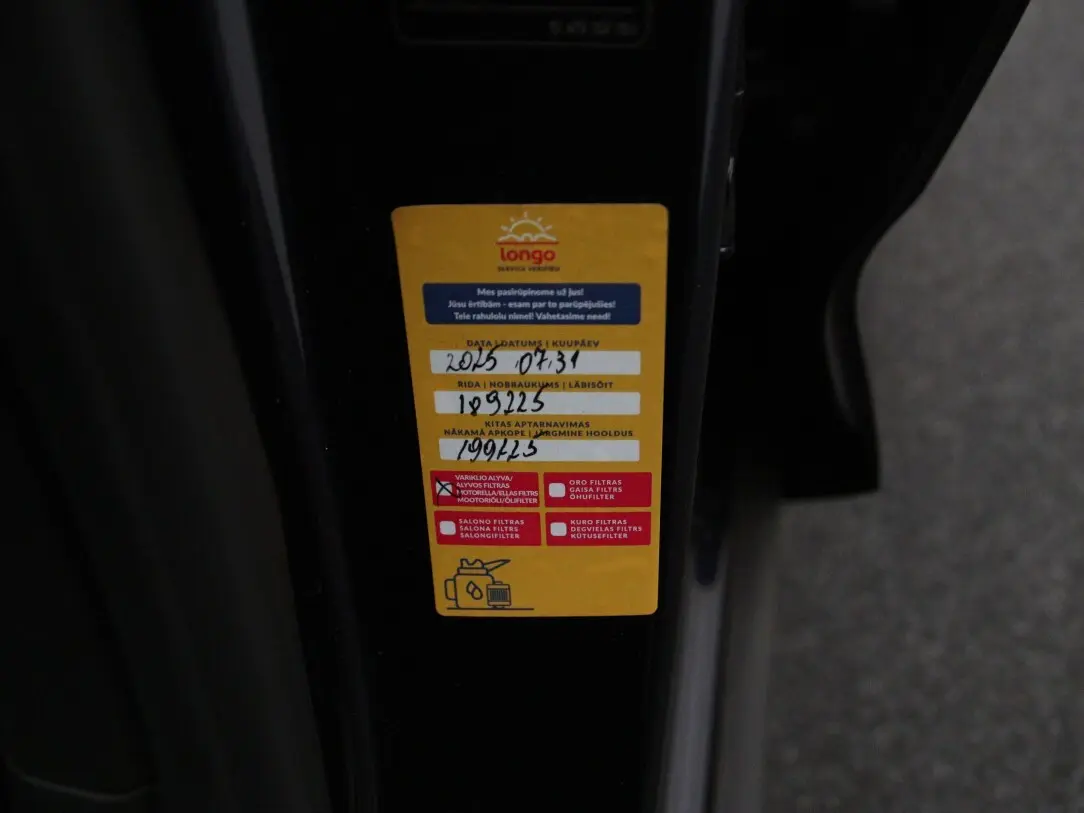 longo
Mes pasirūpinome už jus!
Jūsu ērtībām - esam par to parūpējušies!
Teie rahulolu nimel! Vahetasime need!
DATA | DATUMS | KUUPÄEV
2025 07.31
RIDA | NOBRAUKUMS | LÄBISÕIT
189225
KITAS APTARNAVIMAS
NĀKAMĀ APKOPE | JÄRGMINE HOOLDUS
199225
VARIKLIO ALYVA/
ALYVOS FILTRAS
MOTOREĻĻA/EĻĻAS FILTRS
MOOTORIÕLI/ÕLIFILTER
ORO FILTRAS
GAISA FILTRS
ÕHUFILTER
SALONO FILTRAS
SALONA FILTRS
SALONGIFILTER
KURO FILTRAS
DEGVIELAS FILTRS
KÜTUSEFILTER